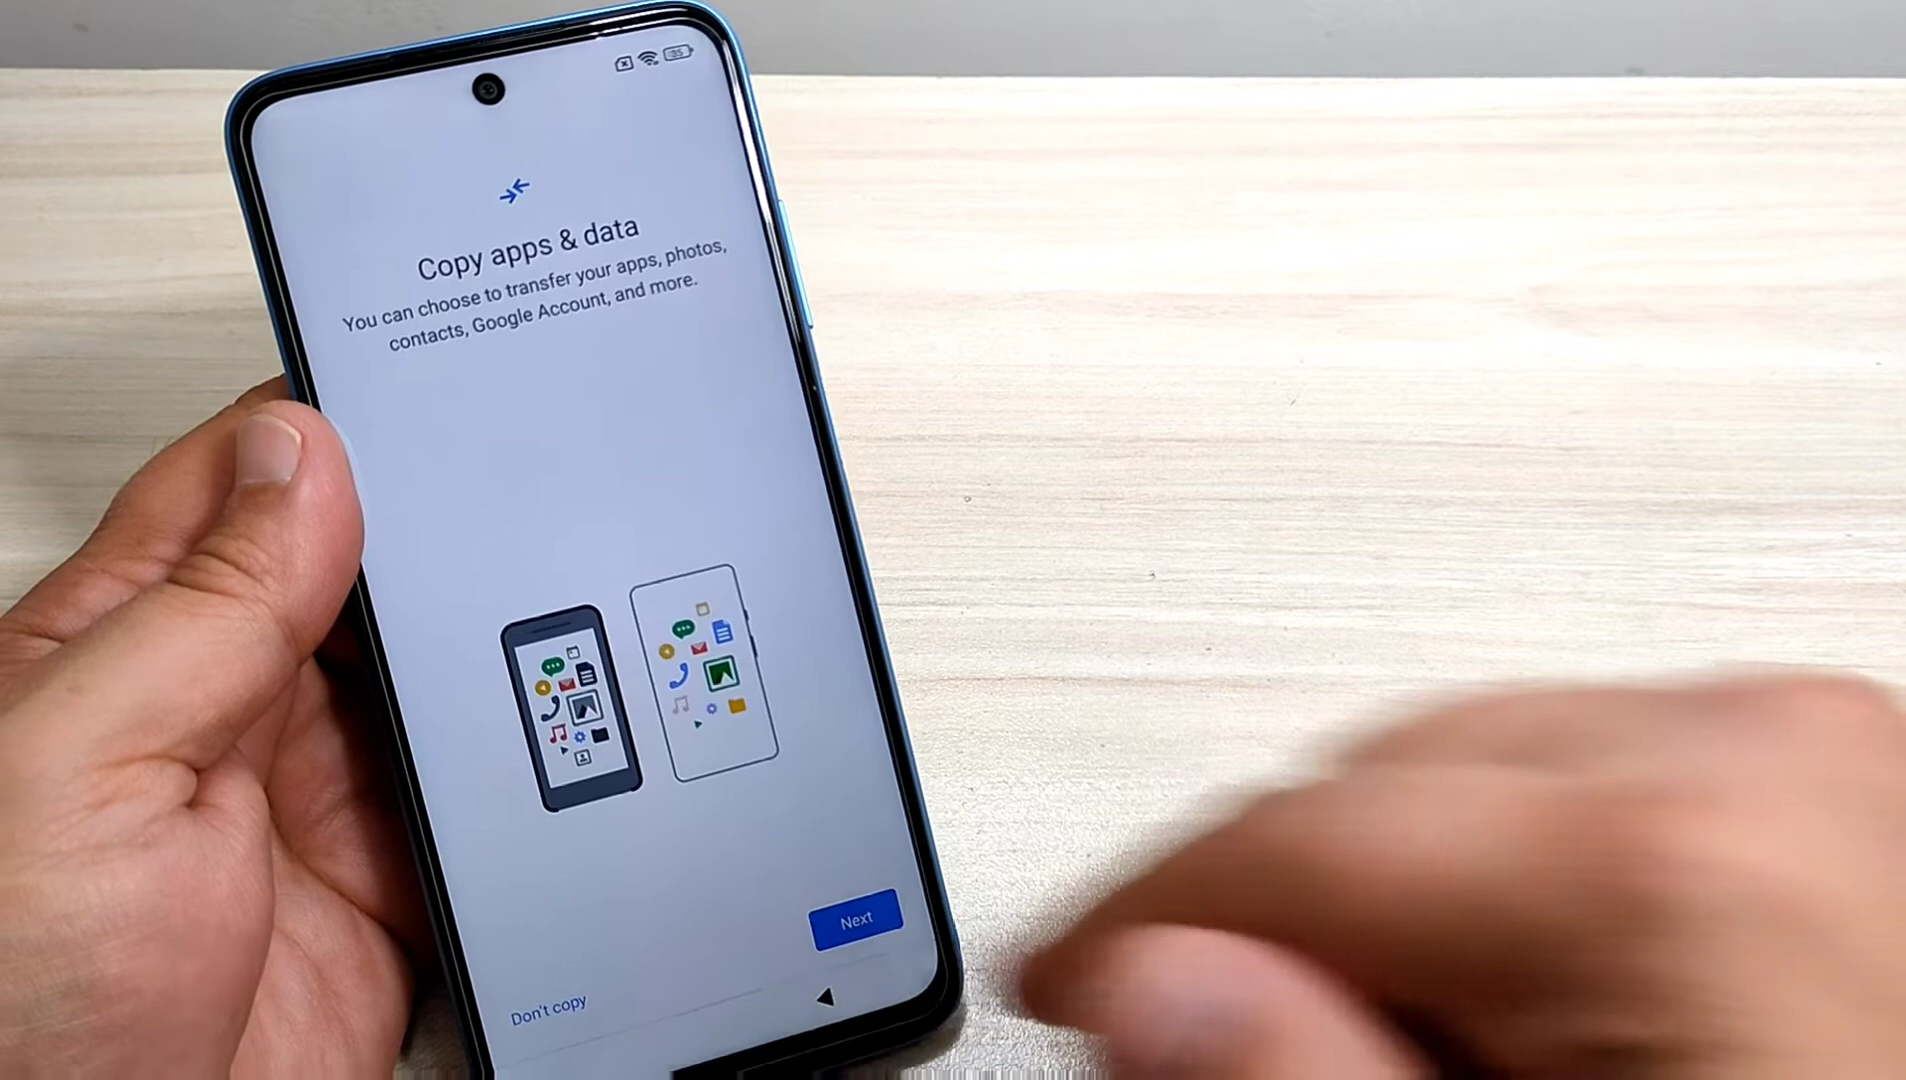 Copy apps & data
You can choose to transfer your apps, photos,
contacts, Google Account, and more.
Next
Don't copy